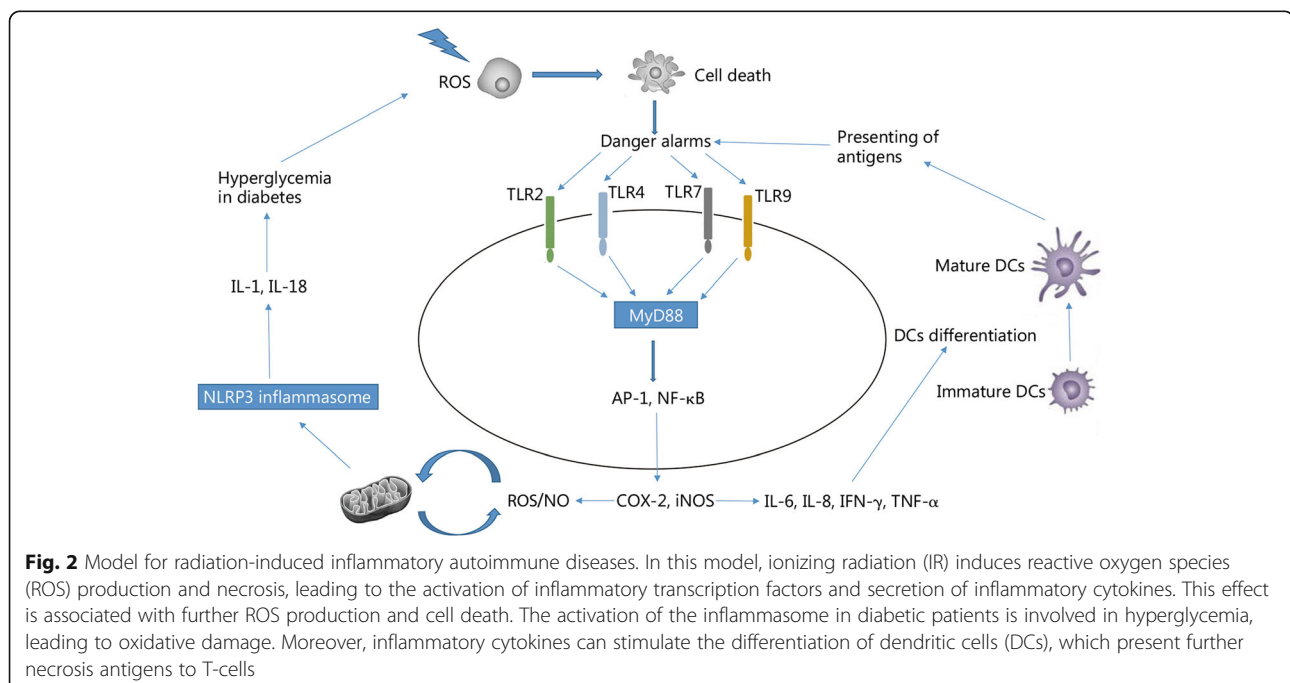 ROS
Cell death
Danger alarms
Presenting of
antigens
Hyperglycemia
in diabetes
TLR2
TLR4
TLR7
TLR9
IL-1, IL-18
MyD88
Mature DCs
DCs differentiation
NLRP3 inflammasome
AP-1, NF-κB
Immature DCs
ROS/NO
COX-2, iNOS
IL-6, IL-8, IFN-γ, TNF-α
Fig. 2 Model for radiation-induced inflammatory autoimmune diseases. In this model, ionizing radiation (IR) induces reactive oxygen species
(ROS) production and necrosis, leading to the activation of inflammatory transcription factors and secretion of inflammatory cytokines. This effect
is associated with further ROS production and cell death. The activation of the inflammasome in diabetic patients is involved in hyperglycemia,
leading to oxidative damage. Moreover, inflammatory cytokines can stimulate the differentiation of dendritic cells (DCs), which present further
necrosis antigens to T-cells